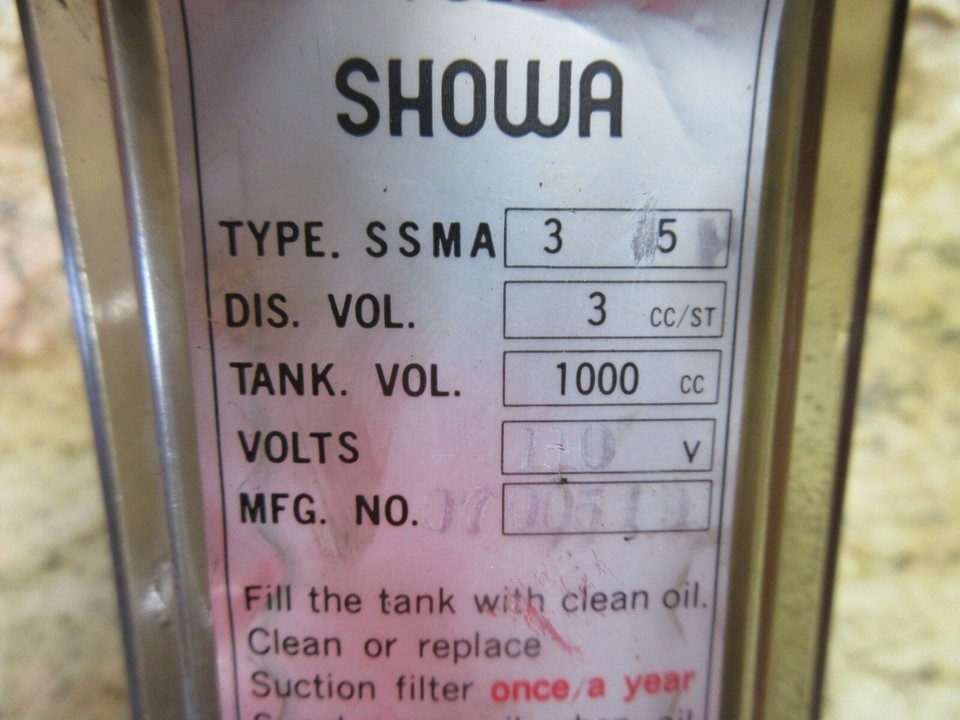 SHOWA
TYPE. SSMA 3 5
DIS. VOL. 3 CC/ST
TANK. VOL. 1000 CC
VOLTS 110 V
MFG. NO.
Fill the tank with clean oil.
Clean or replace
Suction filter once/a year